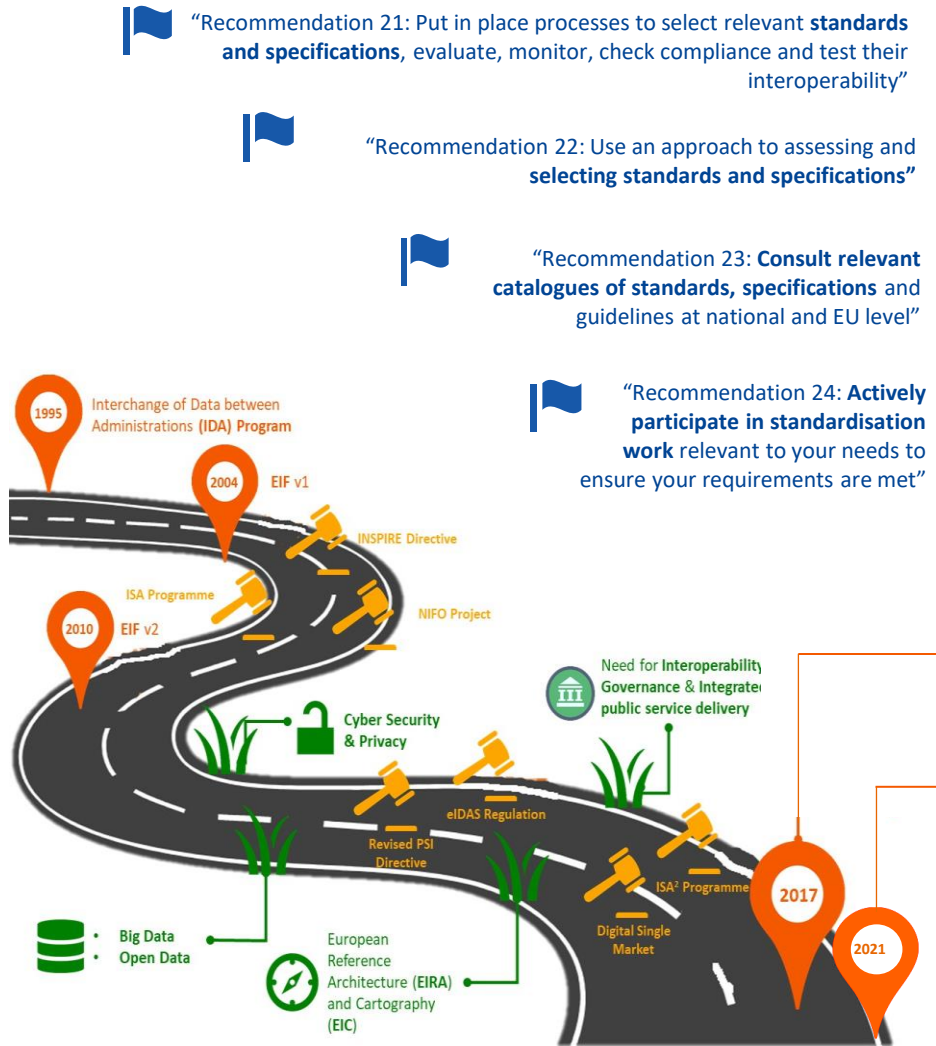 “Recommendation 21: Put in place processes to select relevant standards
and specifications, evaluate, monitor, check compliance and test their
interoperability”
“Recommendation 22: Use an approach to assessing and
selecting standards and specifications”
“Recommendation 23: Consult relevant
catalogues of standards, specifications and
guidelines at national and EU level”
“Recommendation 24: Actively
participate in standardisation
work relevant to your needs to
ensure your requirements are met”
1995
Interchange of Data between
Administrations (IDA) Program
2004
EIF v1
INSPIRE Directive
ISA Programme
NIFO Project
2010
EIF v2
Need for Interoperability
Governance & Integrate
public service delivery
Cyber Security
& Privacy
eIDAS Regulation
Revised PSI
Directive
ISA² Programme
2017
Digital Single
Market
2021
• Big Data
• Open Data
European
Reference
Architecture (EIRA)
and Cartography
(EIC)